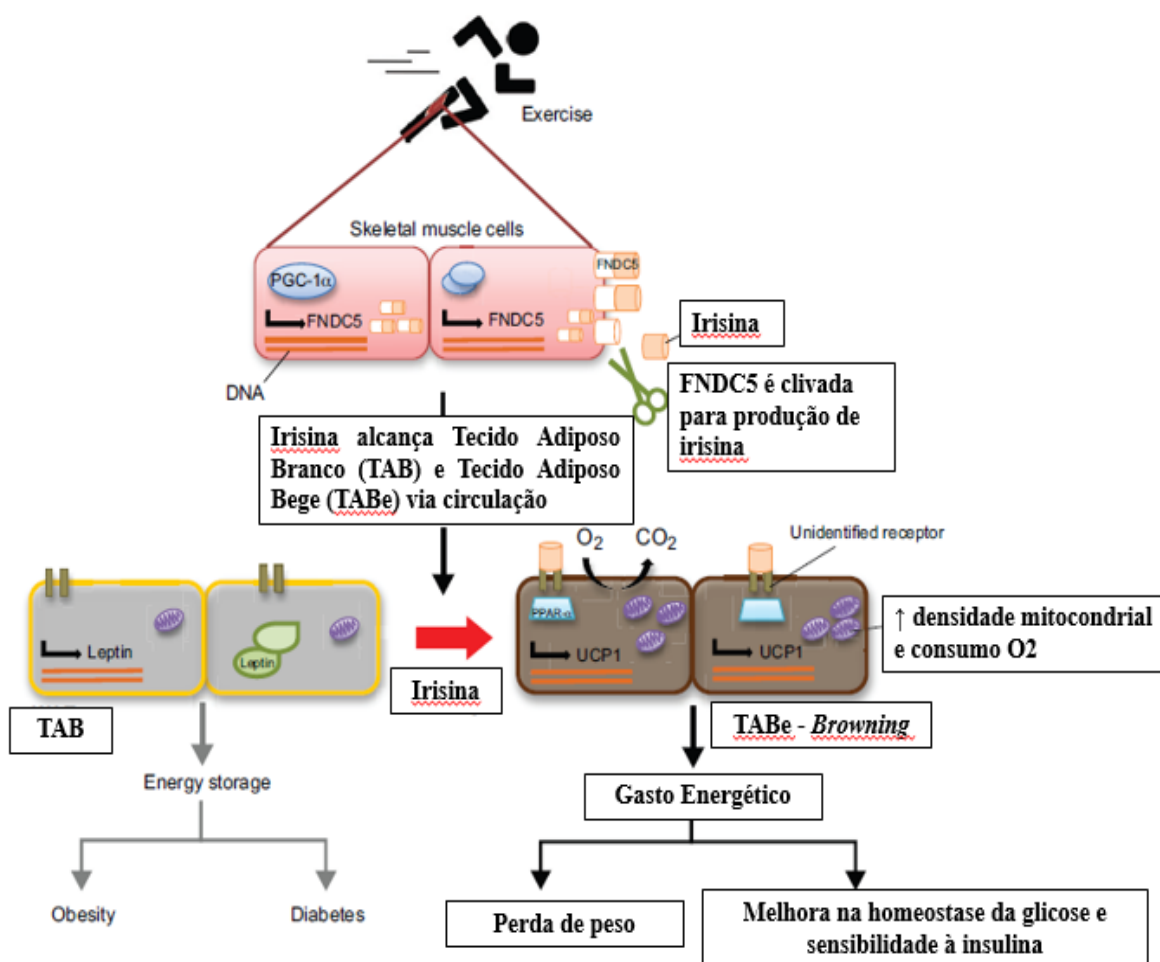 Exercise
Skeletal muscle cells
PGC-1α
FNDC5
FNDC5
FNDC5
DNA
Irisina
FNDC5 é clivada
para produção de
irisina
Irisina alcança Tecido Adiposo
Branco (TAB) e Tecido Adiposo
Bege (TABe) via circulação
O2 CO2
Unidentified receptor
PPAR-α
Leptin
Leptin
UCP1
UCP1
↑ densidade mitocondrial
e consumo O2
Irisina
TAB
TABe - Browning
Energy storage
Gasto Energético
Obesity
Diabetes
Perda de peso
Melhora na homeostase da glicose e
sensibilidade à insulina